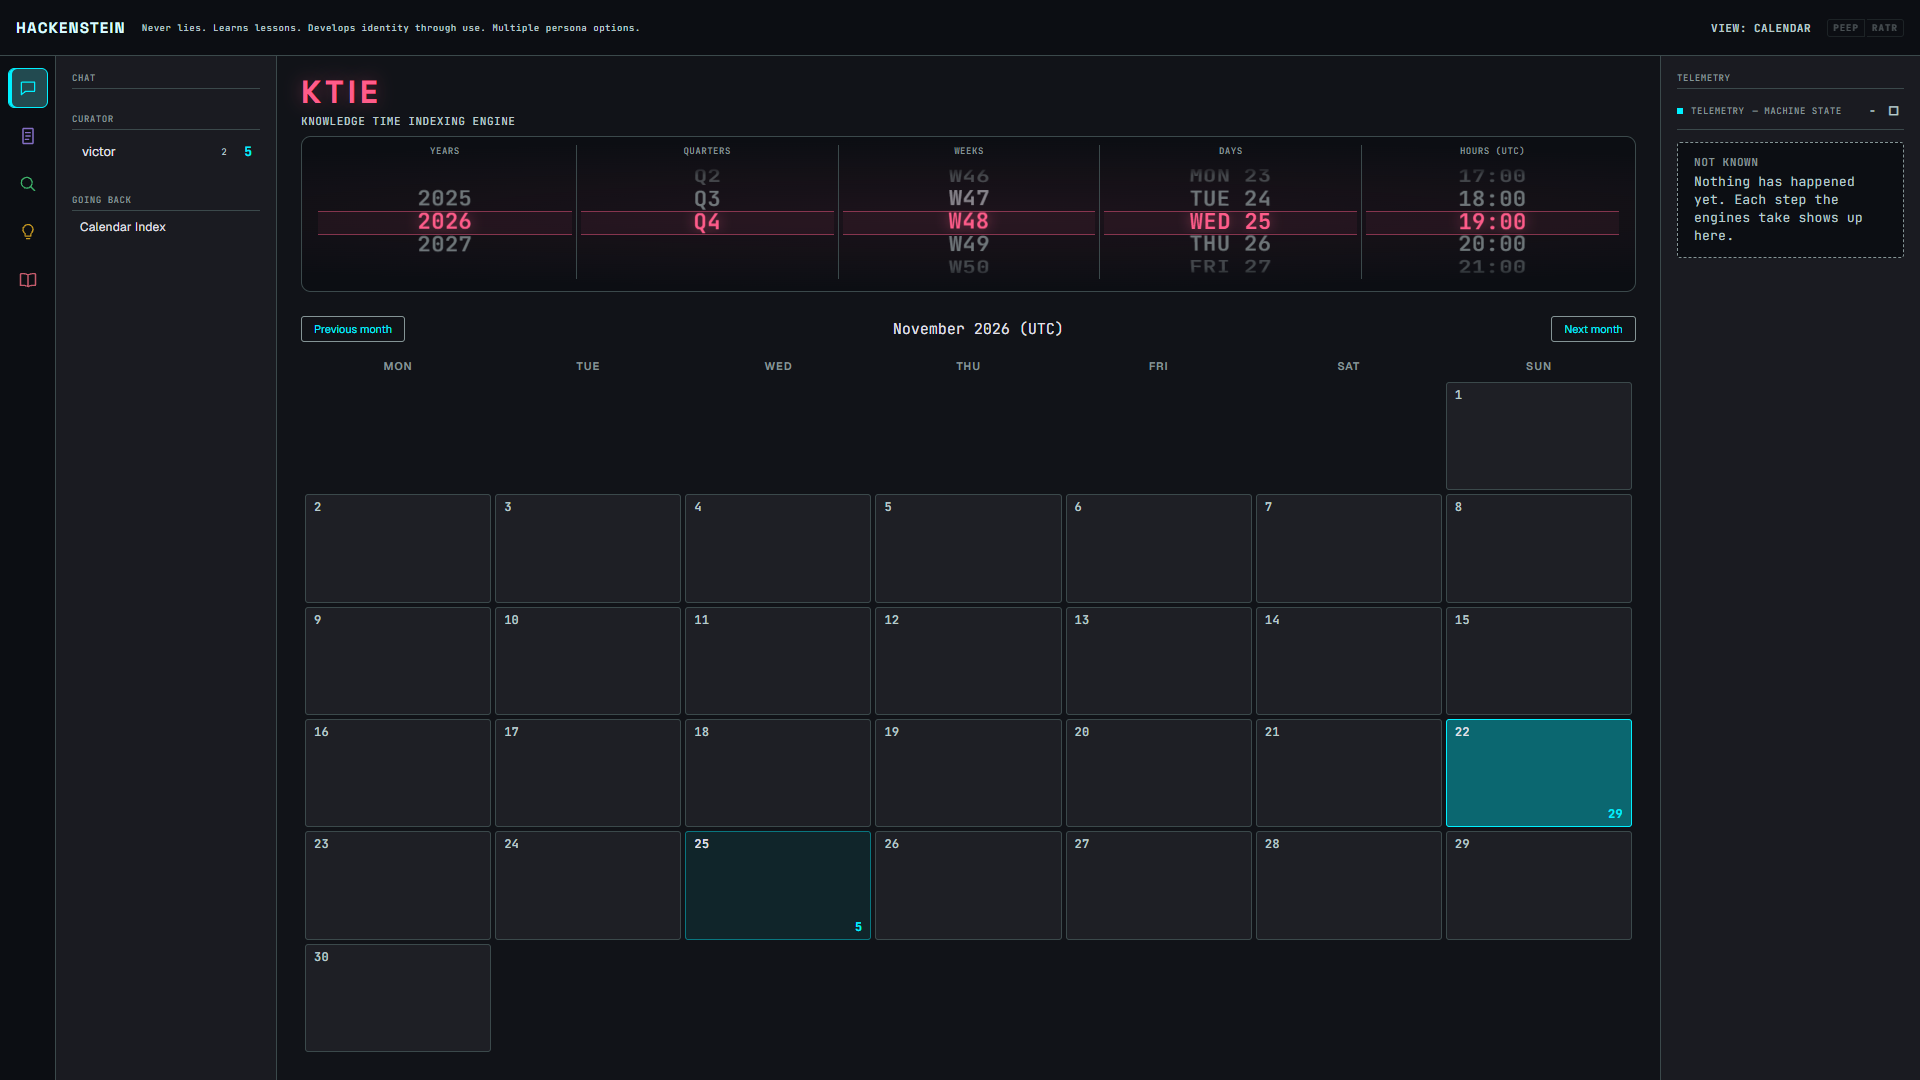 HACKENSTEIN
Never lies. Learns lessons. Develops identity through use. Multiple persona options.
VIEW: CALENDAR
PEEP
RATR
CHAT
CURATOR
victor 2 5
GOING BACK
Calendar Index
KTIE
KNOWLEDGE TIME INDEXING ENGINE
YEARS
2025
2026
2027
QUARTERS
Q2
Q3
Q4
WEEKS
W46
W47
W48
W49
W50
DAYS
MON 23
TUE 24
WED 25
THU 26
FRI 27
HOURS (UTC)
17:00
18:00
19:00
20:00
21:00
Previous month
November 2026 (UTC)
Next month
MON TUE WED THU FRI SAT SUN
1
2 3 4 5 6 7 8
9 10 11 12 13 14 15
16 17 18 19 20 21 22
29
23 24 25 26 27 28 29
5
30
TELEMETRY
TELEMETRY — MACHINE STATE
NOT KNOWN
Nothing has happened
yet. Each step the
engines take shows up
here.